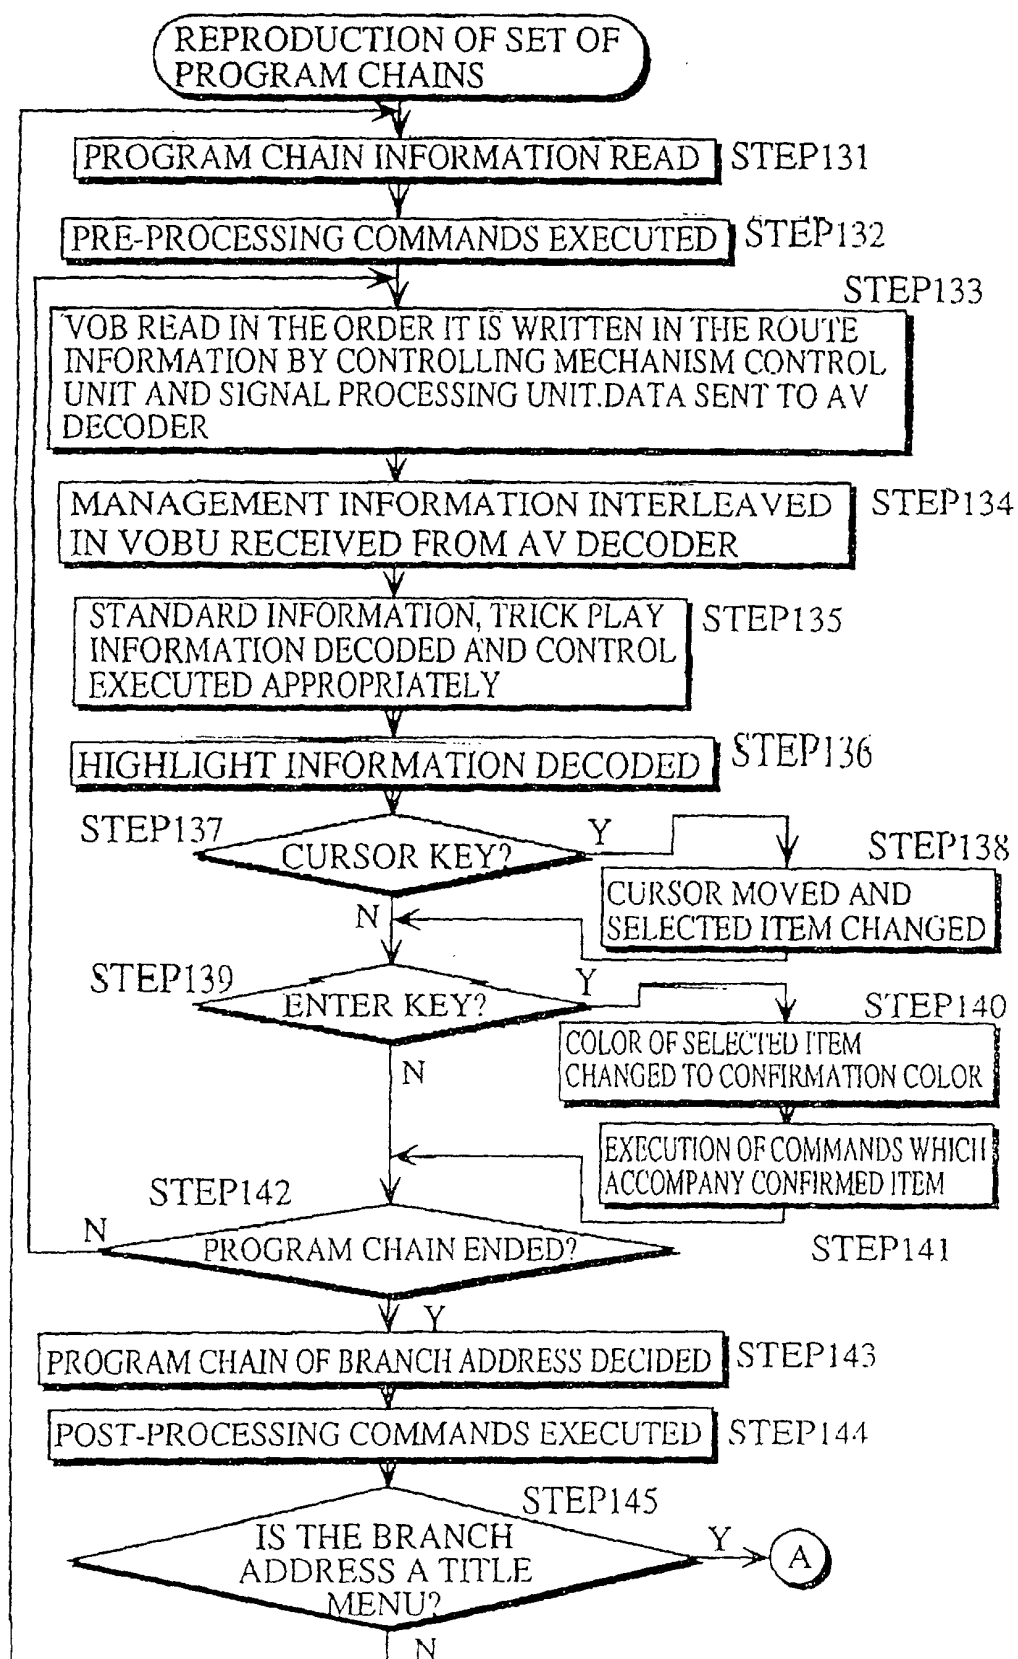 REPRODUCTION OF SET OF
PROGRAM CHAINS
PROGRAM CHAIN INFORMATION READ
STEP131
PRE-PROCESSING COMMANDS EXECUTED
STEP132
STEP133
VOB READ IN THE ORDER IT IS WRITTEN IN THE ROUTE
INFORMATION BY CONTROLLING MECHANISM CONTROL
UNIT AND SIGNAL PROCESSING UNIT.DATA SENT TO AV
DECODER
MANAGEMENT INFORMATION INTERLEAVED
IN VOBU RECEIVED FROM AV DECODER
STEP134
STANDARD INFORMATION, TRICK PLAY
INFORMATION DECODED AND CONTROL
EXECUTED APPROPRIATELY
STEP135
HIGHLIGHT INFORMATION DECODED
STEP136
STEP137
CURSOR KEY?
Y
N
STEP138
CURSOR MOVED AND
SELECTED ITEM CHANGED
STEP139
ENTER KEY?
Y
N
STEP140
COLOR OF SELECTED ITEM
CHANGED TO CONFIRMATION COLOR
EXECUTION OF COMMANDS WHICH
ACCOMPANY CONFIRMED ITEM
STEP141
STEP142
N
PROGRAM CHAIN ENDED?
Y
PROGRAM CHAIN OF BRANCH ADDRESS DECIDED
STEP143
POST-PROCESSING COMMANDS EXECUTED
STEP144
STEP145
IS THE BRANCH
ADDRESS A TITLE
MENU?
Y
A
N